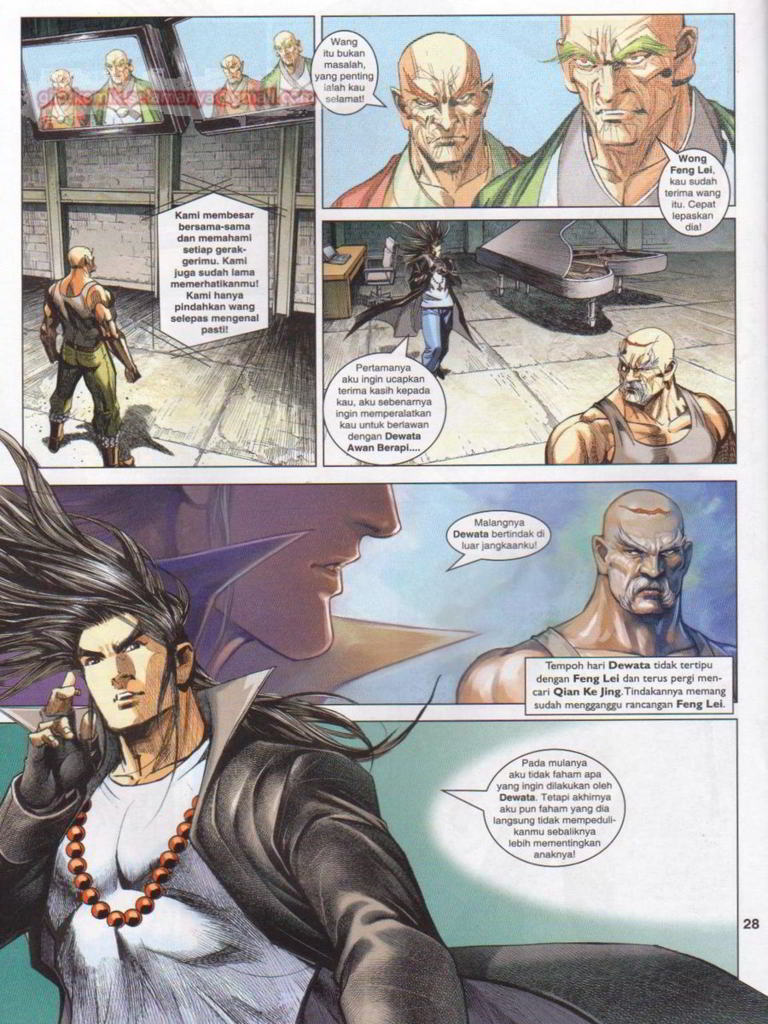 Kami membesar
bersama-sama
dan memahami
setiap gerak-
gerimu. Kami
juga sudah lama
memerhatikanmu!
Kami hanya
pindahkan wang
selepas mengenal
pasti!
Wang
itu bukan
masalah,
yang penting
ialah kau
selamat!
Wong
Feng Lei,
kau sudah
terima wang
itu. Cepat
lepaskan
dia!
Pertamanya
aku ingin ucapkan
terima kasih kepada
kau, aku sebenarnya
ingin memperalatkan
kau untuk berlawan
dengan Dewata
Awan Berapi....
Malangnya
Dewata bertindak di
luar jangkaanku!
Tempoh hari Dewata tidak tertipu
dengan Feng Lei dan terus pergi men-
cari Qian Ke Jing. Tindakannya memang
sudah mengganggu rancangan Feng Lei.
Pada mulanya
aku tidak faham apa
yang ingin dilakukan oleh
Dewata. Tetapi akhirnya
aku pun faham yang dia
langsung tidak mempeduli-
kanmu sebaliknya
lebih mementingkan
anaknya!
28